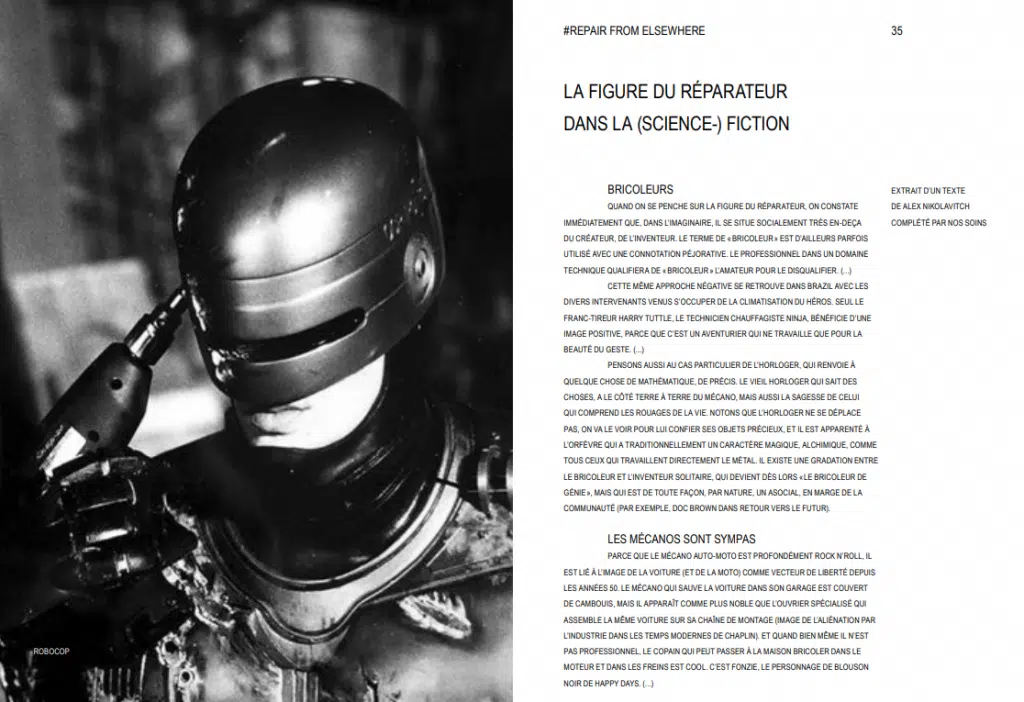 ROBOCOP
#REPAIR FROM ELSEWHERE
35
LA FIGURE DU RÉPARATEUR
DANS LA (SCIENCE-) FICTION
BRICOLEURS
QUAND ON SE PENCHE SUR LA FIGURE DU RÉPARATEUR, ON CONSTATE
IMMÉDIATEMENT QUE, DANS L'IMAGINAIRE, IL SE SITUE SOCIALEMENT TRÈS EN-DEÇA
DU CRÉATEUR, DE L'INVENTEUR. LE TERME DE « BRICOLEUR » EST D'AILLEURS PARFOIS
UTILISÉ AVEC UNE CONNOTATION PÉJORATIVE. LE PROFESSIONNEL DANS UN DOMAINE
TECHNIQUE QUALIFIERA DE « BRICOLEUR » L'AMATEUR POUR LE DISQUALIFIER. (...)
CETTE MÊME APPROCHE NÉGATIVE SE RETROUVE DANS BRAZIL AVEC LES
DIVERS INTERVENANTS VENUS S'OCCUPER DE LA CLIMATISATION DU HÉROS. SEUL LE
FRANC-TIREUR HARRY TUTTLE, LE TECHNICIEN CHAUFFAGISTE NINJA, BÉNÉFICIE D'UNE
IMAGE POSITIVE, PARCE QUE C'EST UN AVENTURIER QUI NE TRAVAILLE QUE POUR LA
BEAUTÉ DU GESTE. (...)
PENSONS AUSSI AU CAS PARTICULIER DE L'HORLOGER, QUI RENVOIE À
QUELQUE CHOSE DE MATHÉMATIQUE, DE PRÉCIS. LE VIEIL HORLOGER QUI SAIT DES
CHOSES, A LE CÔTÉ TERRE À TERRE DU MÉCANO, MAIS AUSSI LA SAGESSE DE CELUI
QUI COMPREND LES ROUAGES DE LA VIE. NOTONS QUE L'HORLOGER NE SE DÉPLACE
PAS, ON VA LE VOIR POUR LUI CONFIER SES OBJETS PRÉCIEUX, ET IL EST APPARENTÉ À
L'ORFÈVRE QUI A TRADITIONNELLEMENT UN CARACTÈRE MAGIQUE, ALCHIMIQUE, COMME
TOUS CEUX QUI TRAVAILLENT DIRECTEMENT LE MÉTAL. IL EXISTE UNE GRADATION ENTRE
LE BRICOLEUR ET L'INVENTEUR SOLITAIRE, QUI DEVIENT DÈS LORS « LE BRICOLEUR DE
GÉNIE », MAIS QUI EST DE TOUTE FAÇON, PAR NATURE, UN ASOCIAL, EN MARGE DE LA
COMMUNAUTÉ (PAR EXEMPLE, DOC BROWN DANS RETOUR VERS LE FUTUR).
LES MÉCANOS SONT SYMPAS
PARCE QUE LE MÉCANO AUTO-MOTO EST PROFONDÉMENT ROCK N'ROLL, IL
EST LIÉ À L'IMAGE DE LA VOITURE (ET DE LA MOTO) COMME VECTEUR DE LIBERTÉ DEPUIS
LES ANNÉES 50. LE MÉCANO QUI SAUVE LA VOITURE DANS SON GARAGE EST COUVERT
DE CAMBOUIS, MAIS IL APPARAÎT COMME PLUS NOBLE QUE L'OUVRIER SPÉCIALISÉ QUI
ASSEMBLE LA MÊME VOITURE SUR SA CHAÎNE DE MONTAGE (IMAGE DE L'ALIÉNATION PAR
L'INDUSTRIE DANS LES TEMPS MODERNES DE CHAPLIN). ET QUAND BIEN MÊME IL N'EST
PAS PROFESSIONNEL, LE COPAIN QUI PEUT PASSER À LA MAISON BRICOLER DANS LE
MOTEUR ET DANS LES FREINS EST COOL. C'EST FONZIE, LE PERSONNAGE DE BLOUSON
NOIR DE HAPPY DAYS. (...)
EXTRAIT D'UN TEXTE
DE ALEX NIKOLAVITCH
COMPLÉTÉ PAR NOS SOINS